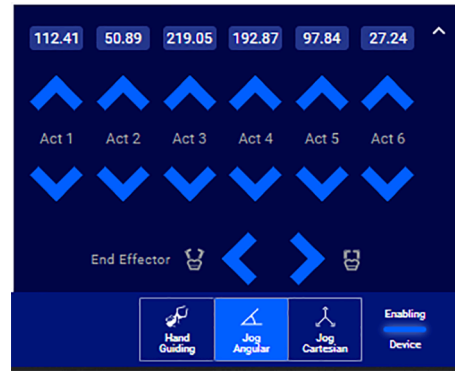 112.41 50.89 219.05 192.87 97.84 27.24
Act 1 Act 2 Act 3 Act 4 Act 5 Act 6
End Effector
Hand Guiding
Jog Angular
Jog Cartesian
Enabling Device